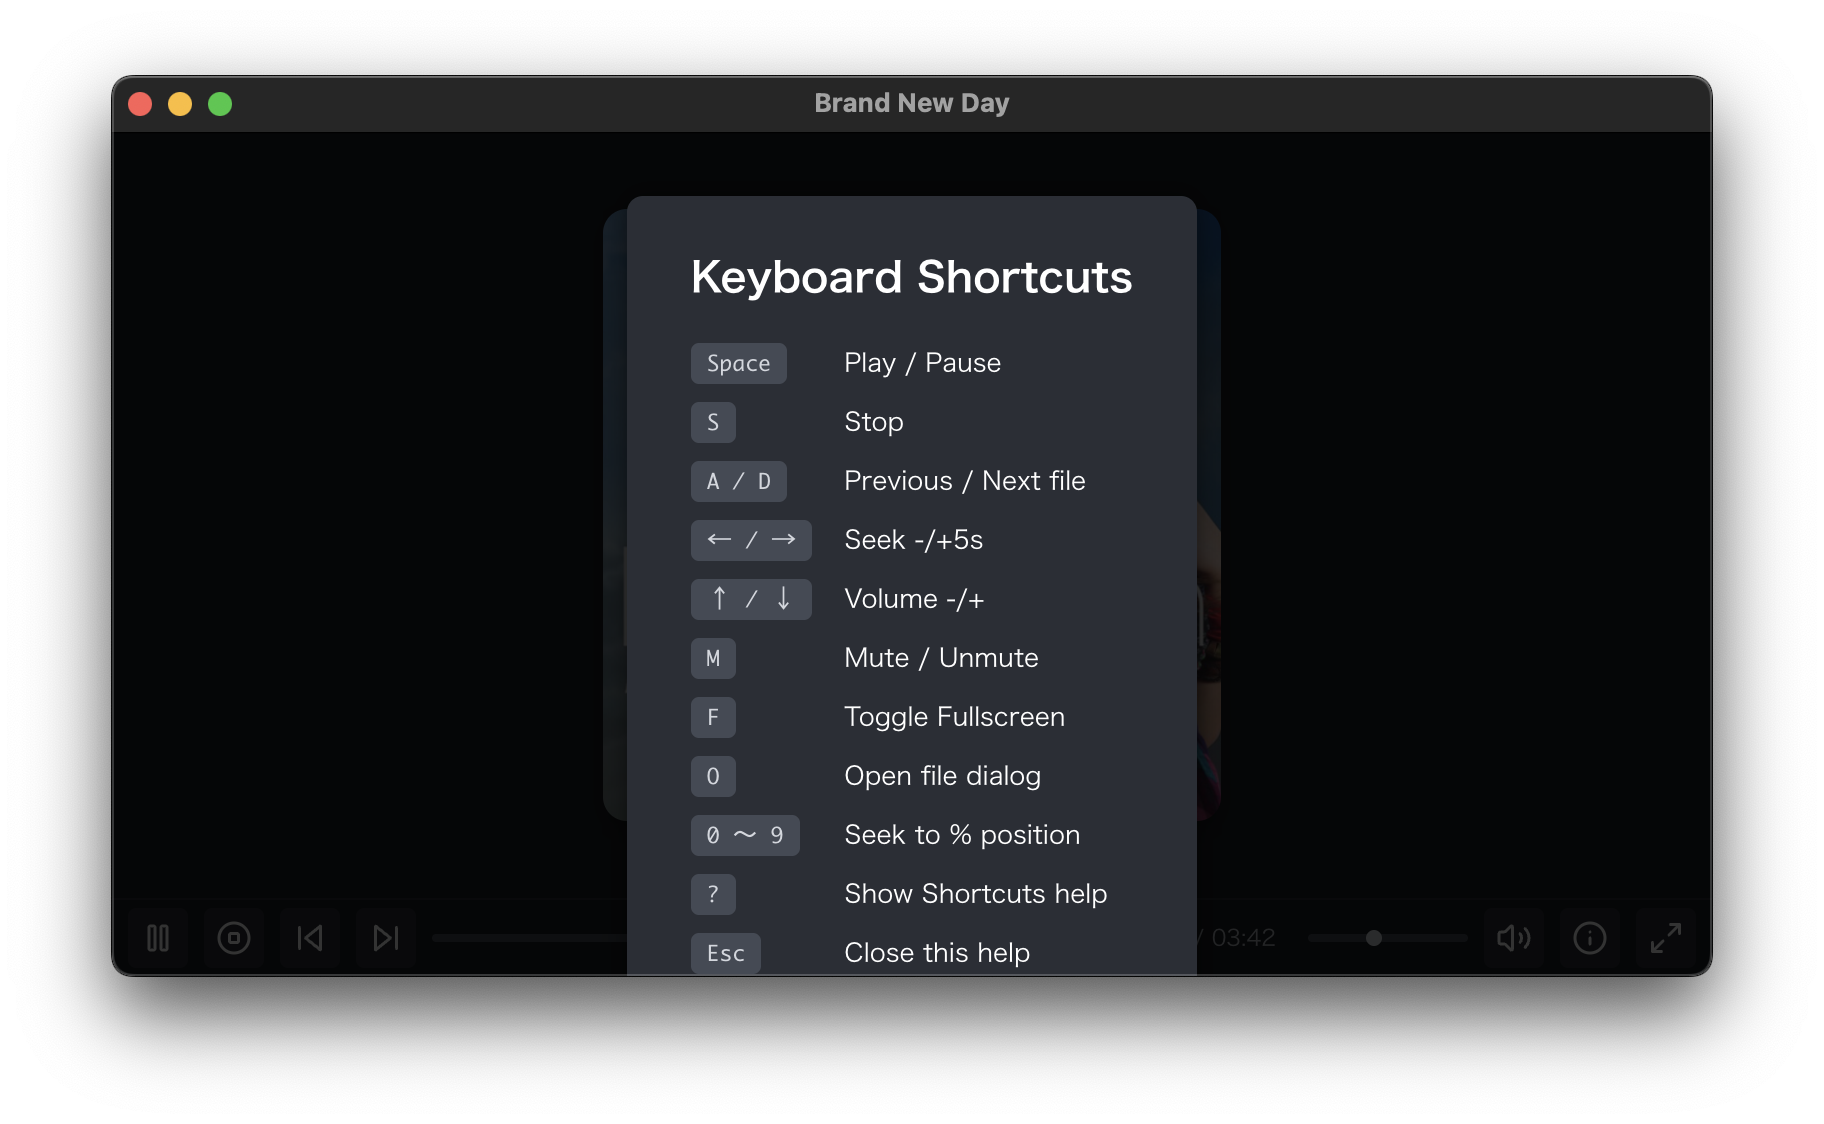 Brand New Day
Keyboard Shortcuts
Space Play / Pause
S Stop
A / D Previous / Next file
← / → Seek -/+5s
↑ / ↓ Volume -/+
M Mute / Unmute
F Toggle Fullscreen
O Open file dialog
0 〜 9 Seek to % position
? Show Shortcuts help
Esc Close this help
/ 03:42